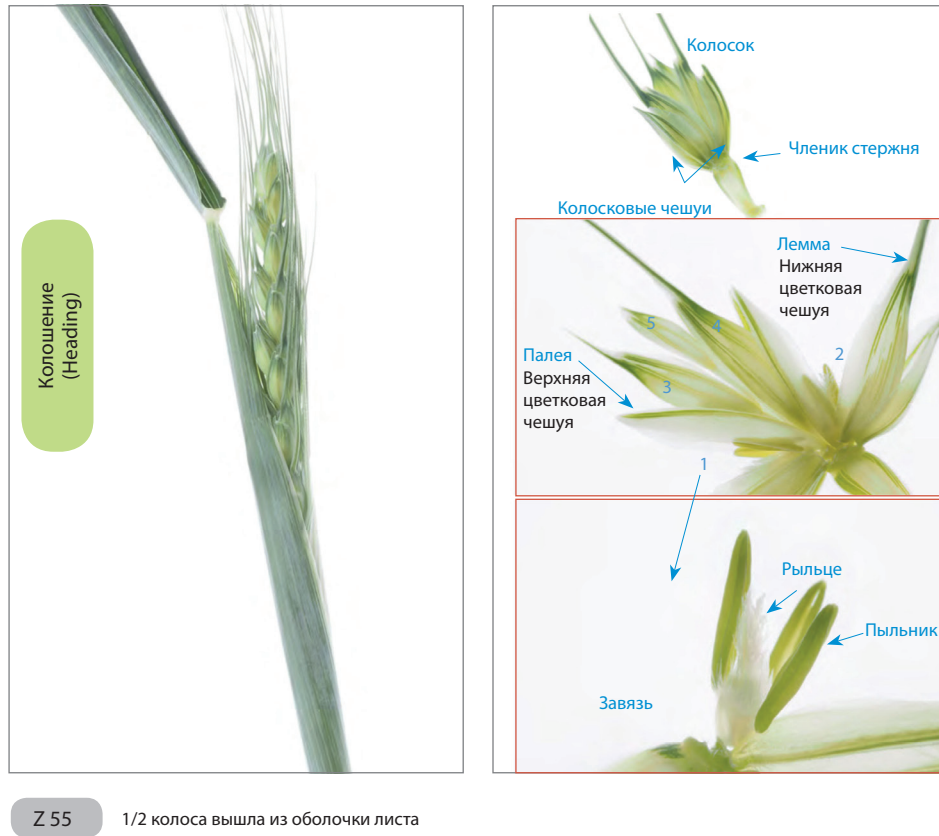 Колошение
(Heading)
Колосок
Членик стержня
Колосковые чешуи
Лемма
Нижняя
цветковая
чешуя
5
4
2
Палея
Верхняя
цветковая
чешуя
3
1
Рыльце
Пыльник
Завязь
Z 55
1/2 колоса вышла из оболочки листа